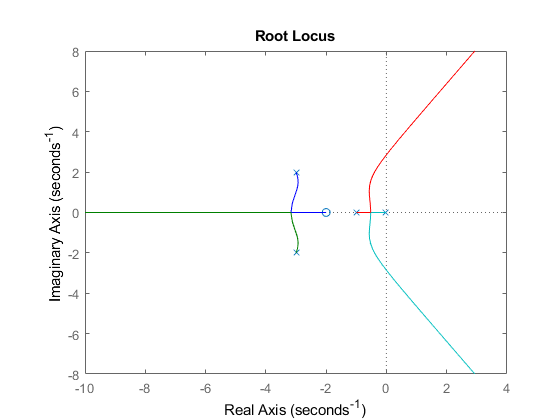 Root Locus
8
6
4
2
0
-2
-4
-6
-8
Imaginary Axis (seconds⁻¹)
-10 -8 -6 -4 -2 0 2 4
Real Axis (seconds⁻¹)